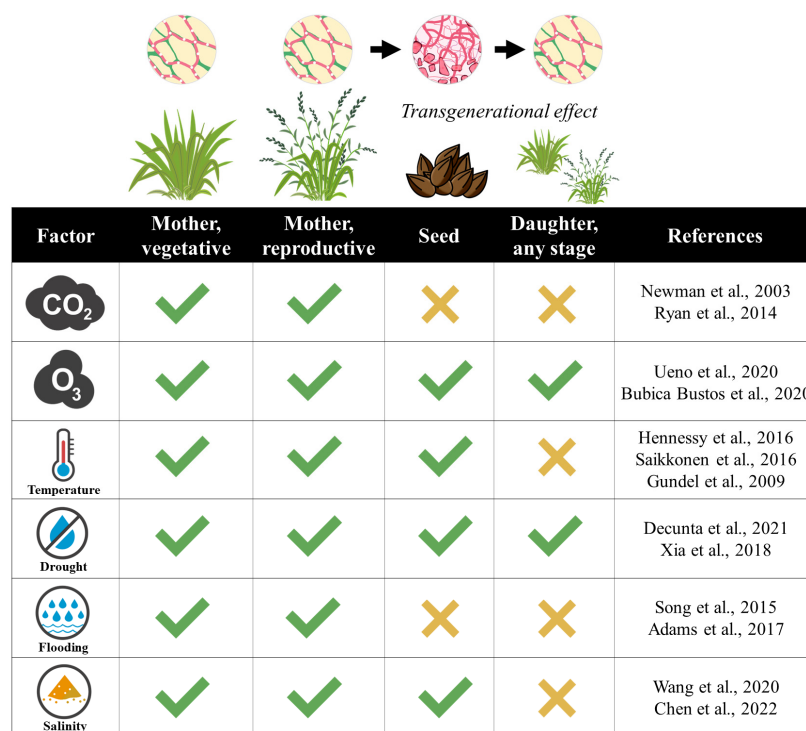 Transgenerational effect
Factor
Mother,
vegetative
Mother,
reproductive
Seed
Daughter,
any stage
References
CO2
Newman et al., 2003
Ryan et al., 2014
O3
Ueno et al., 2020
Bubica Bustos et al., 2020
Temperature
Hennessy et al., 2016
Saikkonen et al., 2016
Gundel et al., 2009
Drought
Decunta et al., 2021
Xia et al., 2018
Flooding
Song et al., 2015
Adams et al., 2017
Salinity
Wang et al., 2020
Chen et al., 2022